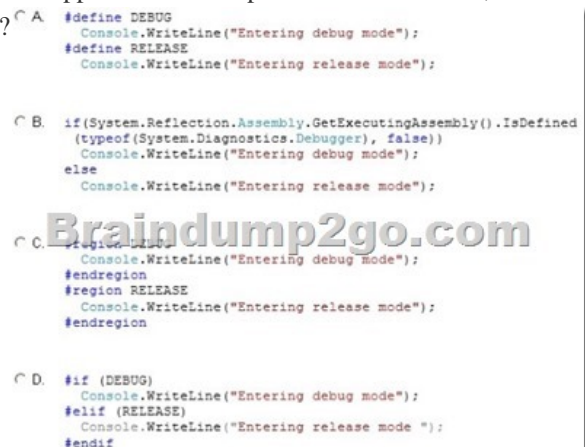 ?
A. #define DEBUG
Console.WriteLine("Entering debug mode");
#define RELEASE
Console.WriteLine("Entering release mode");
B. if(System.Reflection.Assembly.GetExecutingAssembly().IsDefined
(typeof(System.Diagnostics.Debugger), false))
Console.WriteLine("Entering debug mode");
else
Console.WriteLine("Entering release mode");
Braindump2go.com
C. #region DEBUG
Console.WriteLine("Entering debug mode");
#endregion
#region RELEASE
Console.WriteLine("Entering release mode");
#endregion
D. #if (DEBUG)
Console.WriteLine("Entering debug mode");
#elif (RELEASE)
Console.WriteLine("Entering release mode ");
#endif